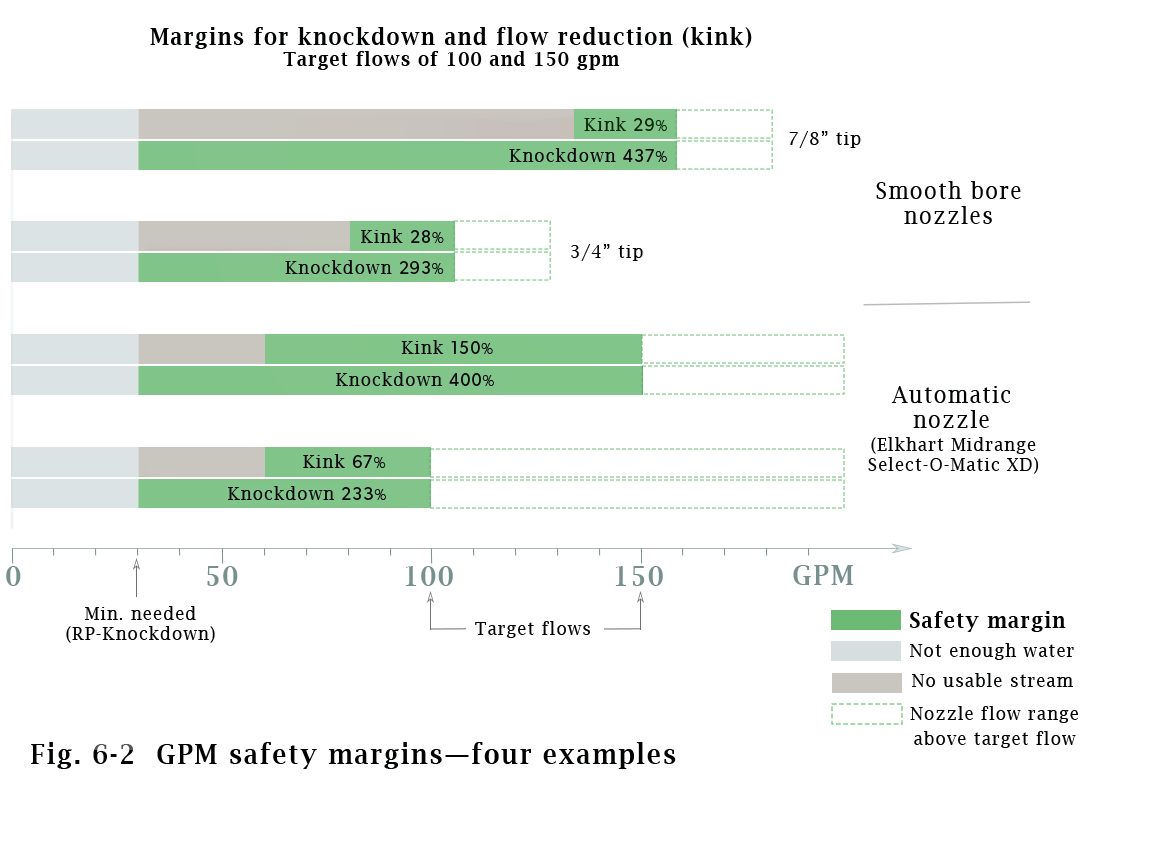 Margins for knockdown and flow reduction (kink)
Target flows of 100 and 150 gpm
Kink 29%
Knockdown 437%
7/8” tip
Smooth bore
nozzles
Kink 28%
Knockdown 293%
3/4” tip
Kink 150%
Knockdown 400%
Automatic
nozzle
(Elkhart Midrange
Select-O-Matic XD)
Kink 67%
Knockdown 233%
0 50 100 150 GPM
Min. needed
(RP-Knockdown)
Target flows
Safety margin
Not enough water
No usable stream
Nozzle flow range
above target flow
Fig. 6-2 GPM safety margins—four examples